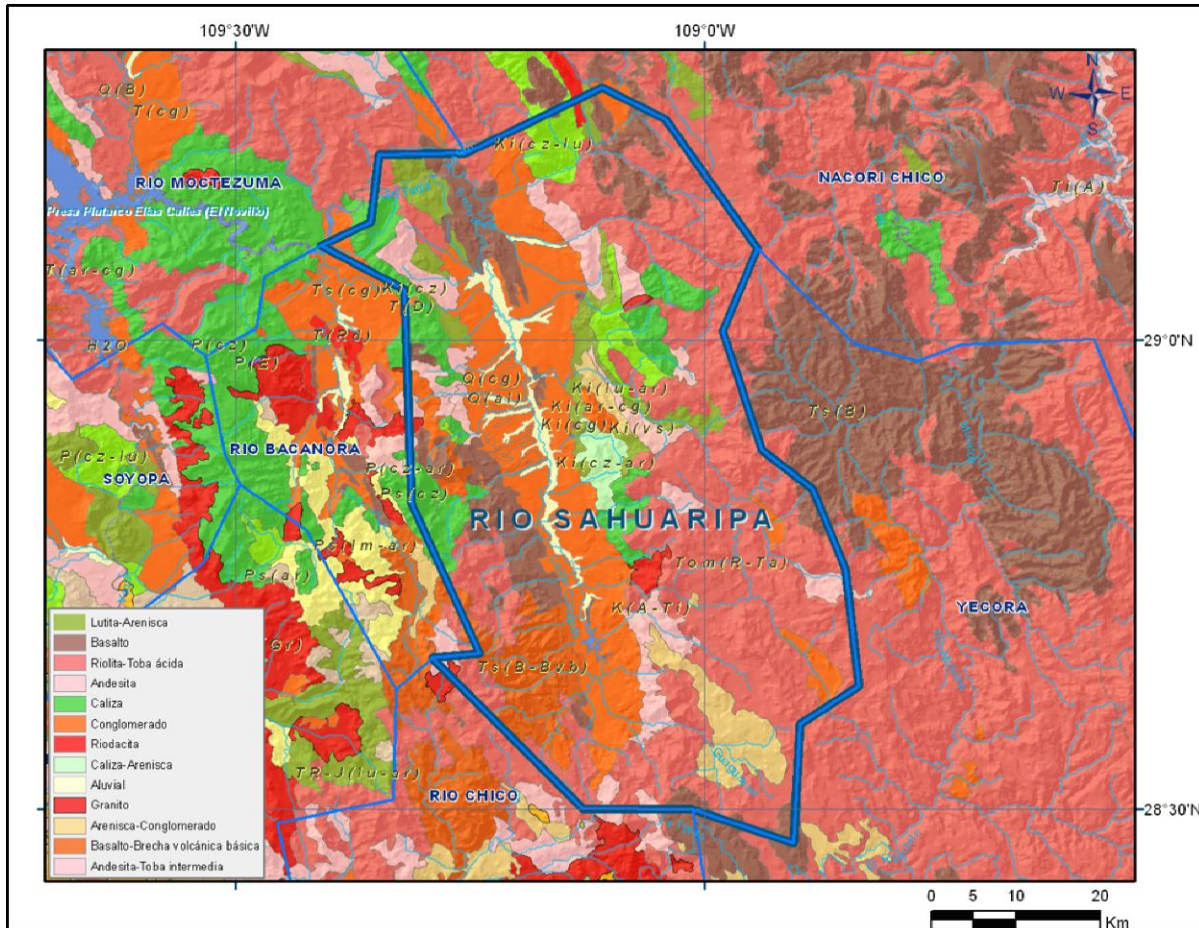 109°30'W
109°0'W
N
W
E
S
Q(B)
T(cg)
Ki(cz-lu)
RIO MOCTEZUMA
NACORI CHICO
Ti(A)
Presa Plutarco Elías Calles (El Novillo)
T(ar-cg)
Ts(cg)
Ki(cz)
T(D)
H2O
P(cz)
T(Rd)
P(E)
29°0'N
Q(cg)
Q(al)
Ki(lu-ar)
Ki(ar-cg)
Ki(cg)
Ki(vs)
Ts(B)
RIO BACANORA
P(cz-lu)
SOYOPA
P(cz-ar)
Ki(cz-ar)
Ps(cz)
RIO SAHUARIPA
Ps(lm-ar)
Ps(ar)
Tom(R-Ta)
K(A-Ti)
YECORA
Ts(B-Bvb)
TR-J(lu-ar)
RIO CHICO
28°30'N
Lutita-Arenisca
Basalto
Riolita-Toba ácida
Andesita
Caliza
Conglomerado
Riodacita
Caliza-Arenisca
Aluvial
Granito
Arenisca-Conglomerado
Basalto-Brecha volcánica básica
Andesita-Toba intermedia
0 5 10 20
Km